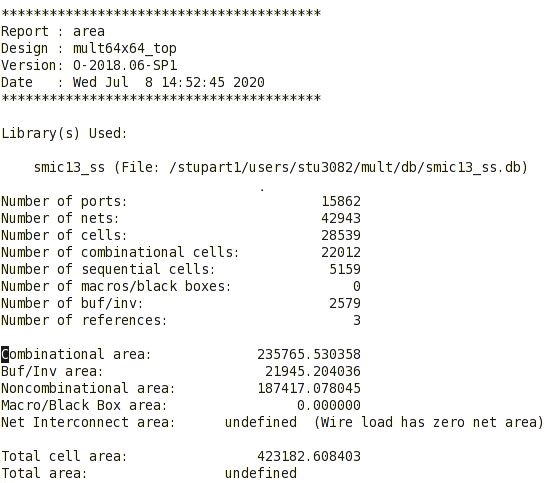 ****************************************
Report : area
Design : mult64x64_top
Version: O-2018.06-SP1
Date   : Wed Jul  8 14:52:45 2020
****************************************
Library(s) Used:
    smic13_ss (File: /stupart1/users/stu3082/mult/db/smic13_ss.db)
Number of ports:                        15862
Number of nets:                         42943
Number of cells:                        28539
Number of combinational cells:          22012
Number of sequential cells:              5159
Number of macros/black boxes:               0
Number of buf/inv:                       2579
Number of references:                       3
Combinational area:             235765.530358
Buf/Inv area:                    21945.204036
Noncombinational area:          187417.078045
Macro/Black Box area:                0.000000
Net Interconnect area:      undefined  (Wire load has zero net area)
Total cell area:                423182.608403
Total area:                 undefined